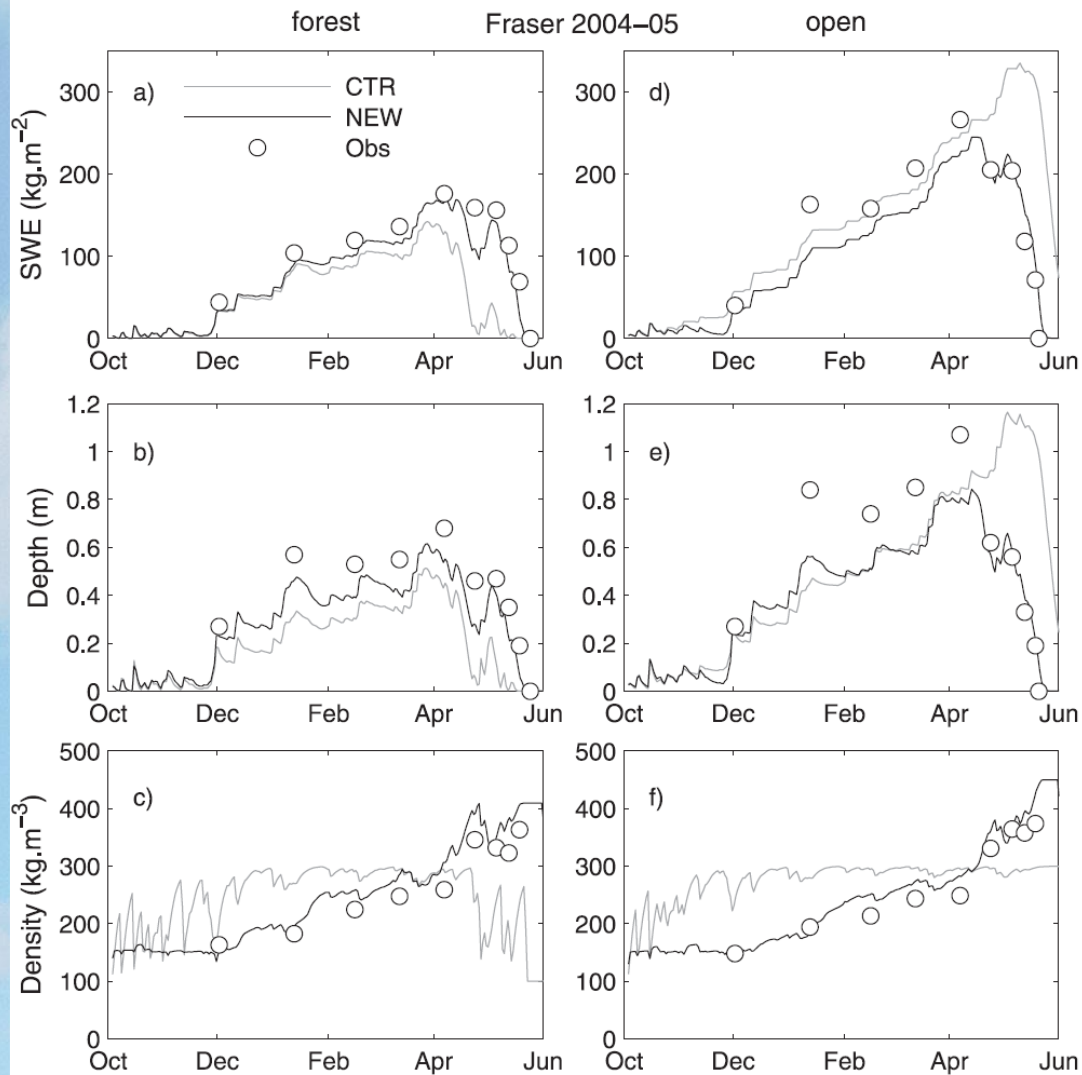 forest Fraser 2004–05 open
a)
CTR
NEW
Obs
SWE (kg.m⁻²)
300
200
100
0
Oct Dec Feb Apr Jun
d)
300
200
100
0
Oct Dec Feb Apr Jun
b)
Depth (m)
1.2
1
0.8
0.6
0.4
0.2
0
Oct Dec Feb Apr Jun
e)
1.2
1
0.8
0.6
0.4
0.2
0
Oct Dec Feb Apr Jun
c)
Density (kg.m⁻³)
500
400
300
200
100
0
Oct Dec Feb Apr Jun
f)
500
400
300
200
100
0
Oct Dec Feb Apr Jun